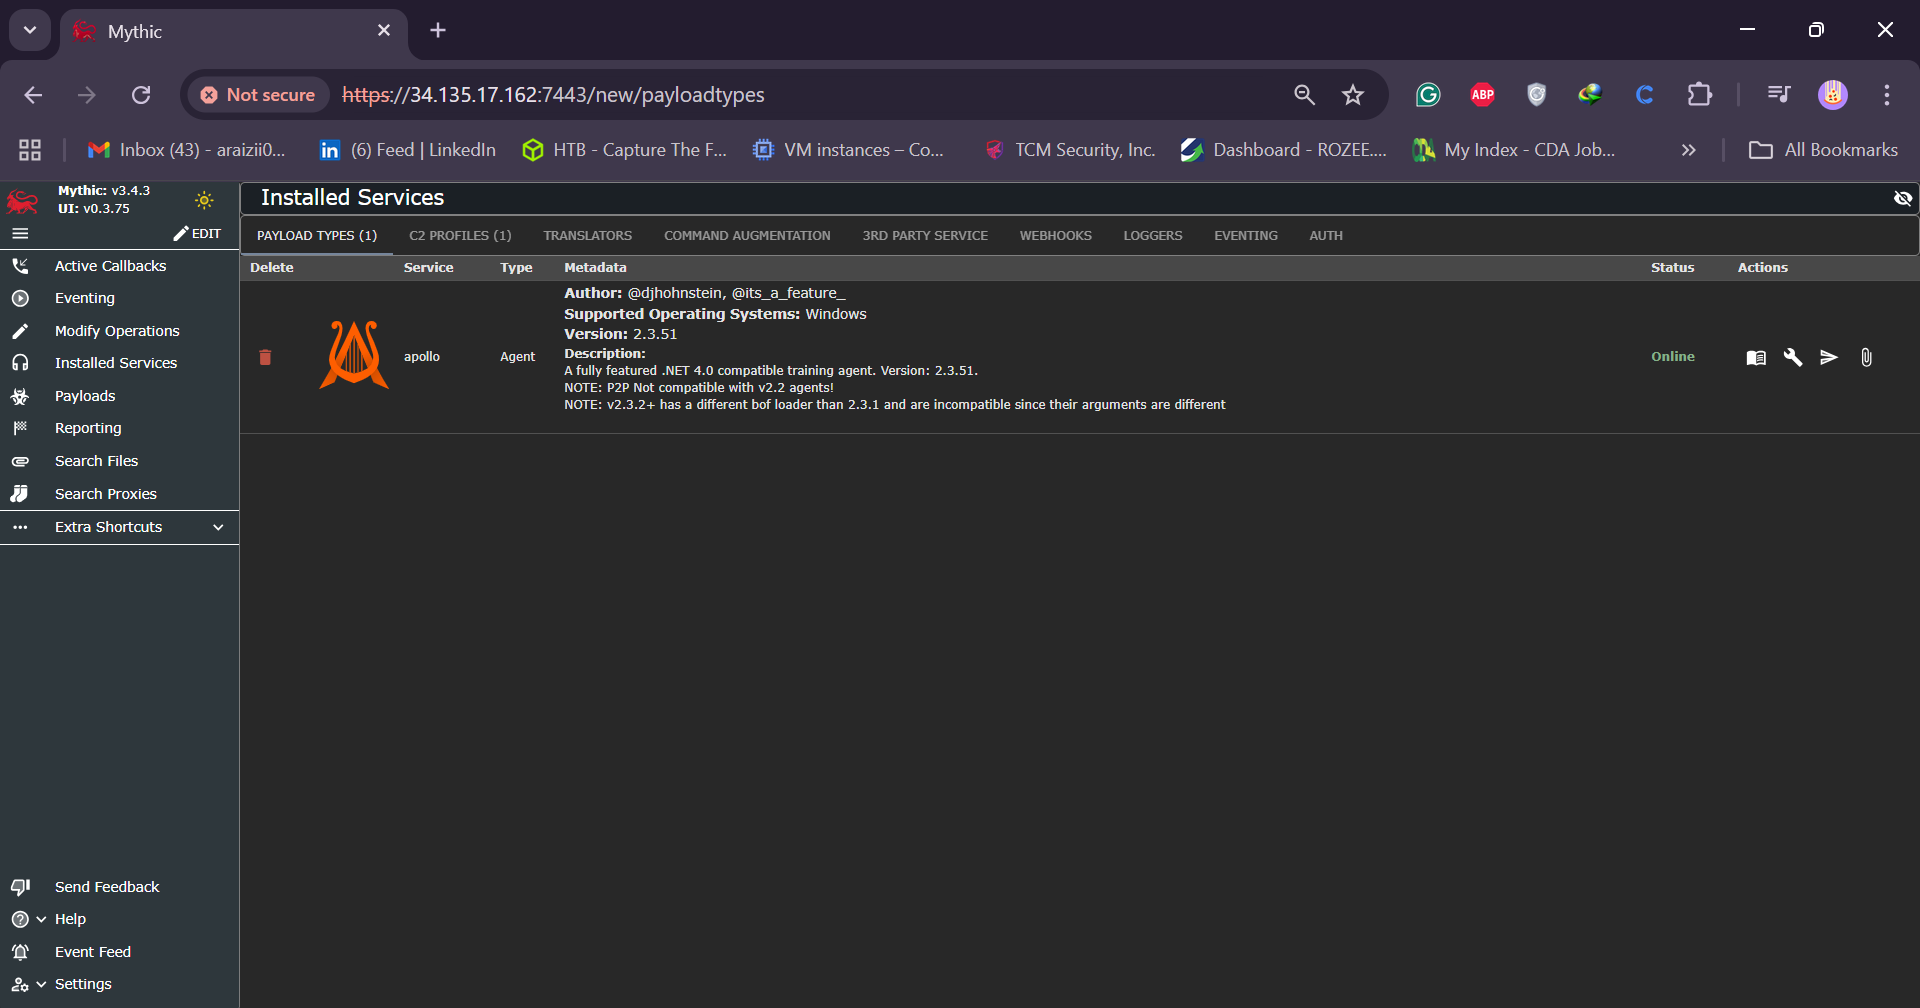 Mythic
Not secure
https://34.135.17.162:7443/new/payloadtypes
ABP
Inbox (43) - araizii0...
(6) Feed | LinkedIn
HTB - Capture The F...
VM instances – Co...
TCM Security, Inc.
Dashboard - ROZEE....
My Index - CDA Job...
All Bookmarks
Mythic: v3.4.3
UI: v0.3.75
EDIT
Active Callbacks
Eventing
Modify Operations
Installed Services
Payloads
Reporting
Search Files
Search Proxies
Extra Shortcuts
Send Feedback
Help
Event Feed
Settings
Installed Services
PAYLOAD TYPES (1) C2 PROFILES (1) TRANSLATORS COMMAND AUGMENTATION 3RD PARTY SERVICE WEBHOOKS LOGGERS EVENTING AUTH
Delete Service Type Metadata Status Actions
apollo
Agent
Author: @djhohnstein, @its_a_feature_
Supported Operating Systems: Windows
Version: 2.3.51
Description:
A fully featured .NET 4.0 compatible training agent. Version: 2.3.51.
NOTE: P2P Not compatible with v2.2 agents!
NOTE: v2.3.2+ has a different bof loader than 2.3.1 and are incompatible since their arguments are different
Online